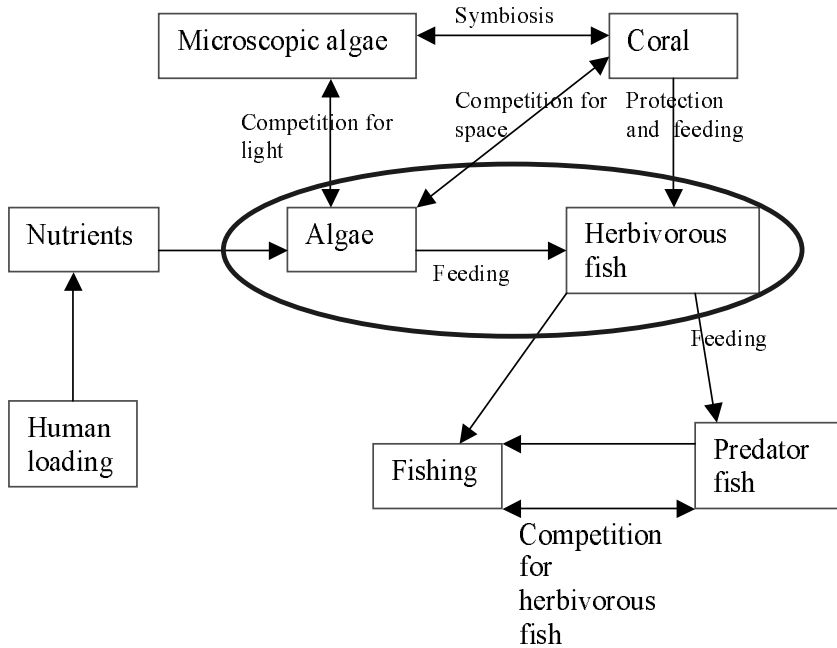 Symbiosis
Microscopic algae
Coral
Competition for
light
Competition for
space
Protection
and feeding
Nutrients
Algae
Herbivorous
fish
Feeding
Feeding
Human
loading
Fishing
Predator
fish
Competition
for
herbivorous
fish